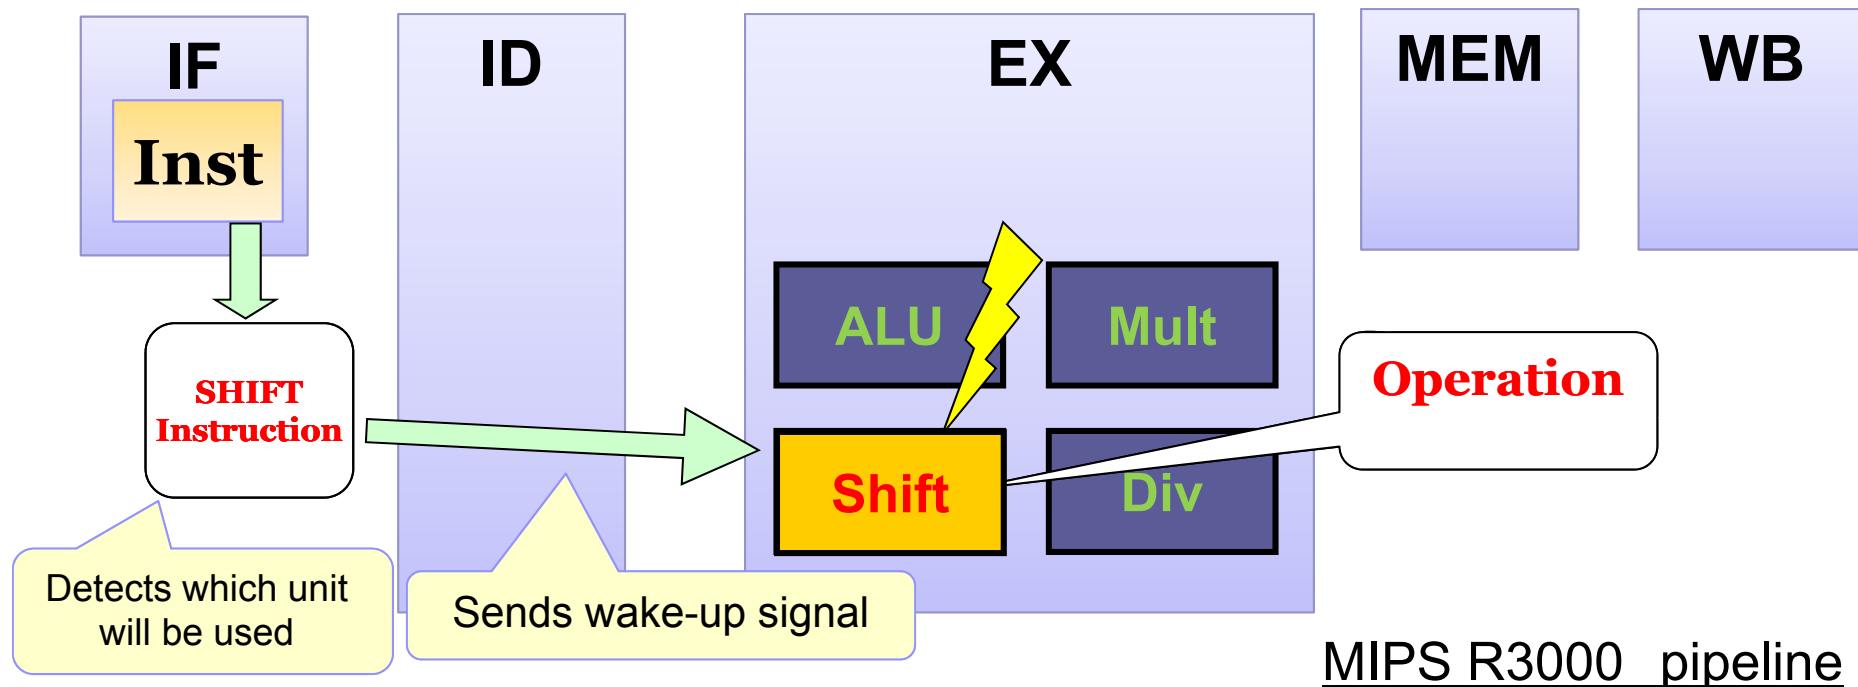 IF
ID
EX
MEM
WB
Inst
ALU
Mult
SHIFT
Instruction
Operation
Shift
Div
Detects which unit
will be used
Sends wake-up signal
MIPS R3000 pipeline